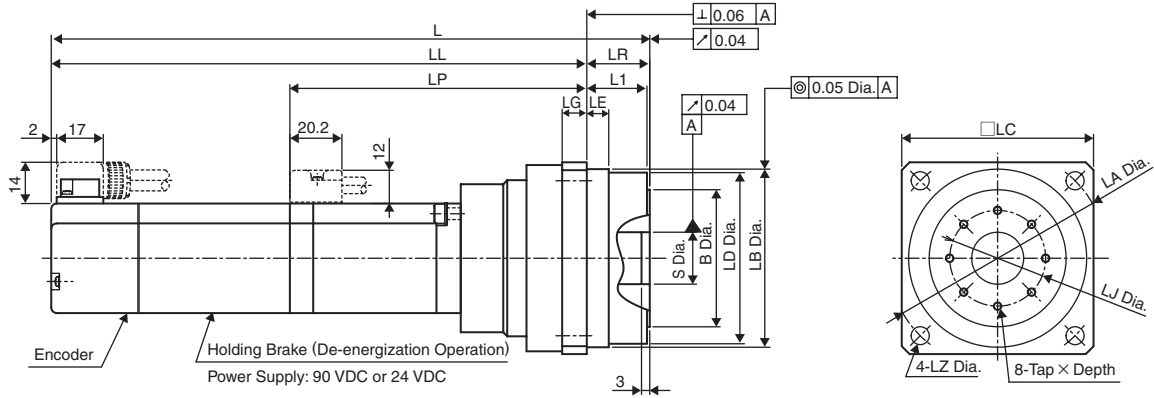 ⊥ 0.06 A
L
↗ 0.04
LL
LR
LP
L1
◎ 0.05 Dia. A
LG
LE
↗ 0.04
A
□LC
2
17
20.2
12
14
LA Dia.
S Dia.
B Dia.
LD Dia.
LB Dia.
LJ Dia.
Encoder
Holding Brake (De-energization Operation)
Power Supply: 90 VDC or 24 VDC
3
4-LZ Dia.
8-Tap × Depth